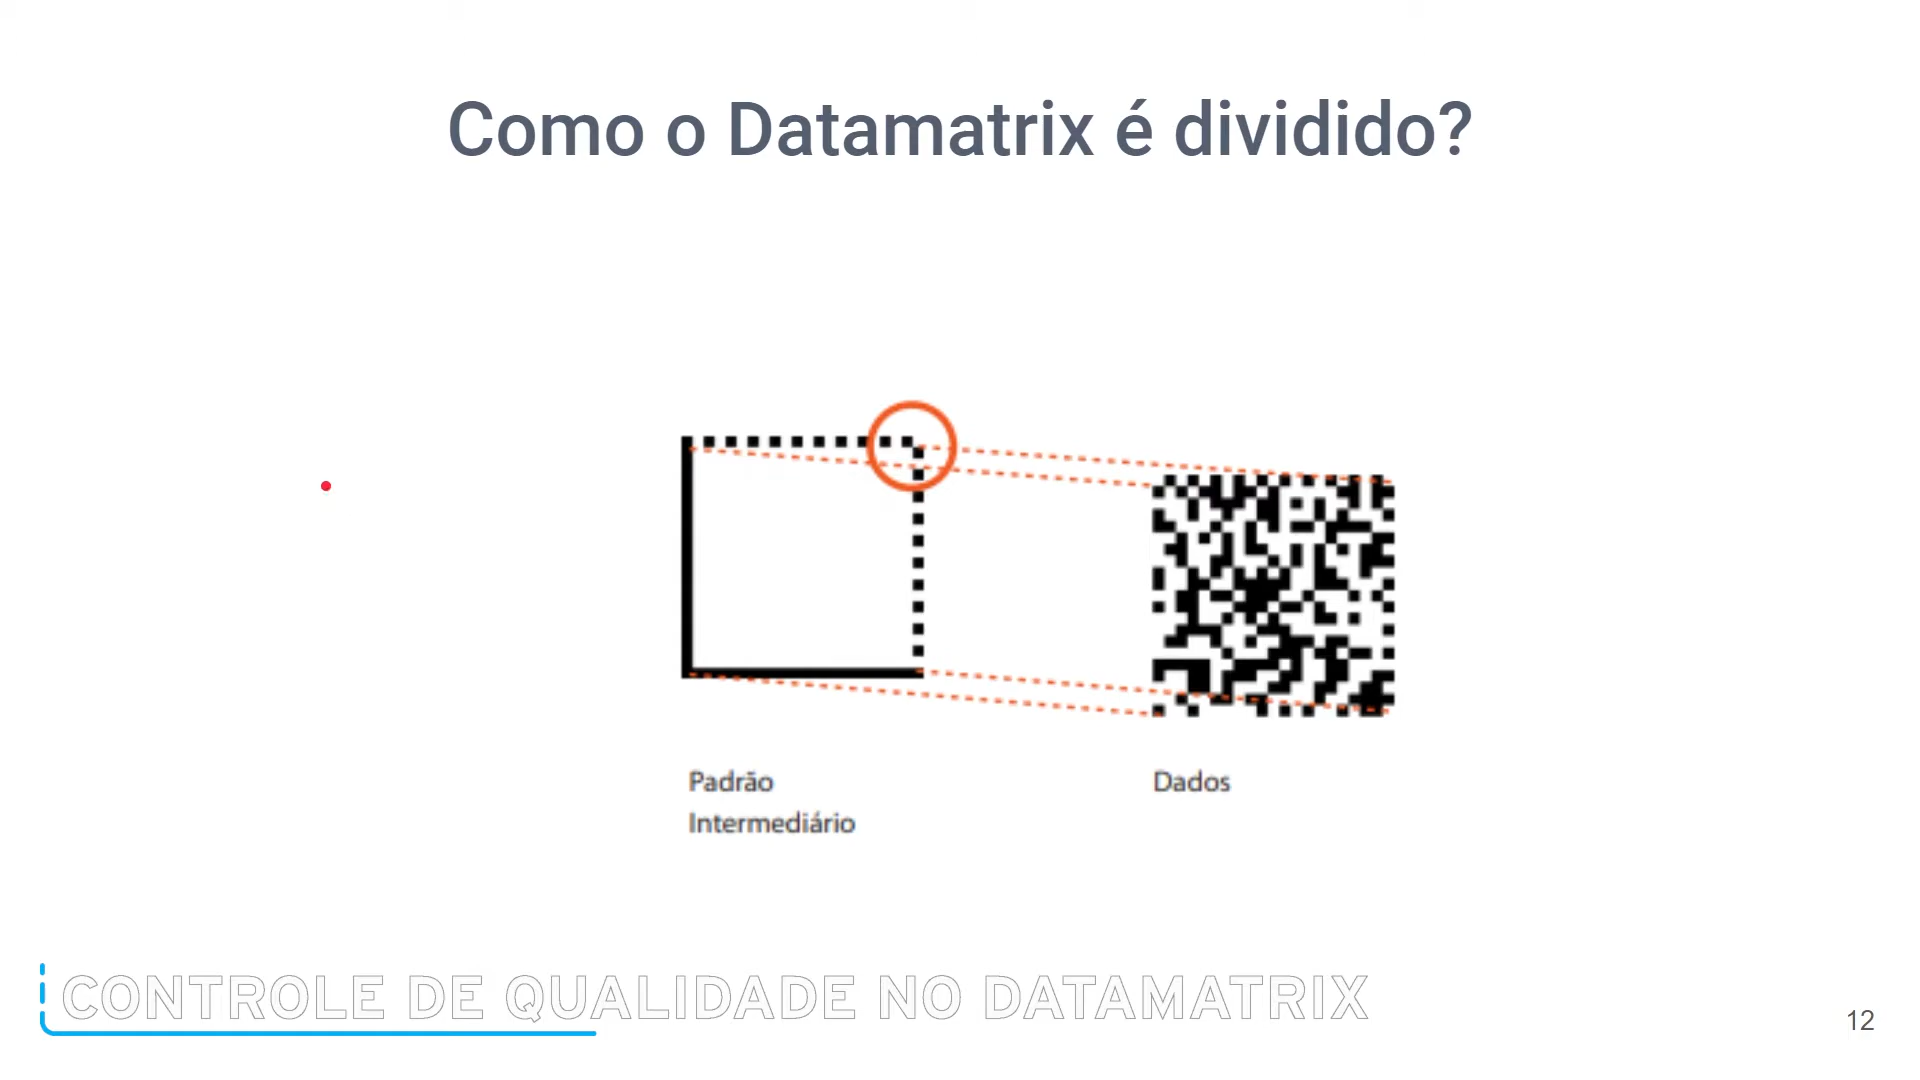 Como o Datamatrix é dividido?
Padrão
Intermediário
Dados
CONTROLE DE QUALIDADE NO DATAMATRIX
12